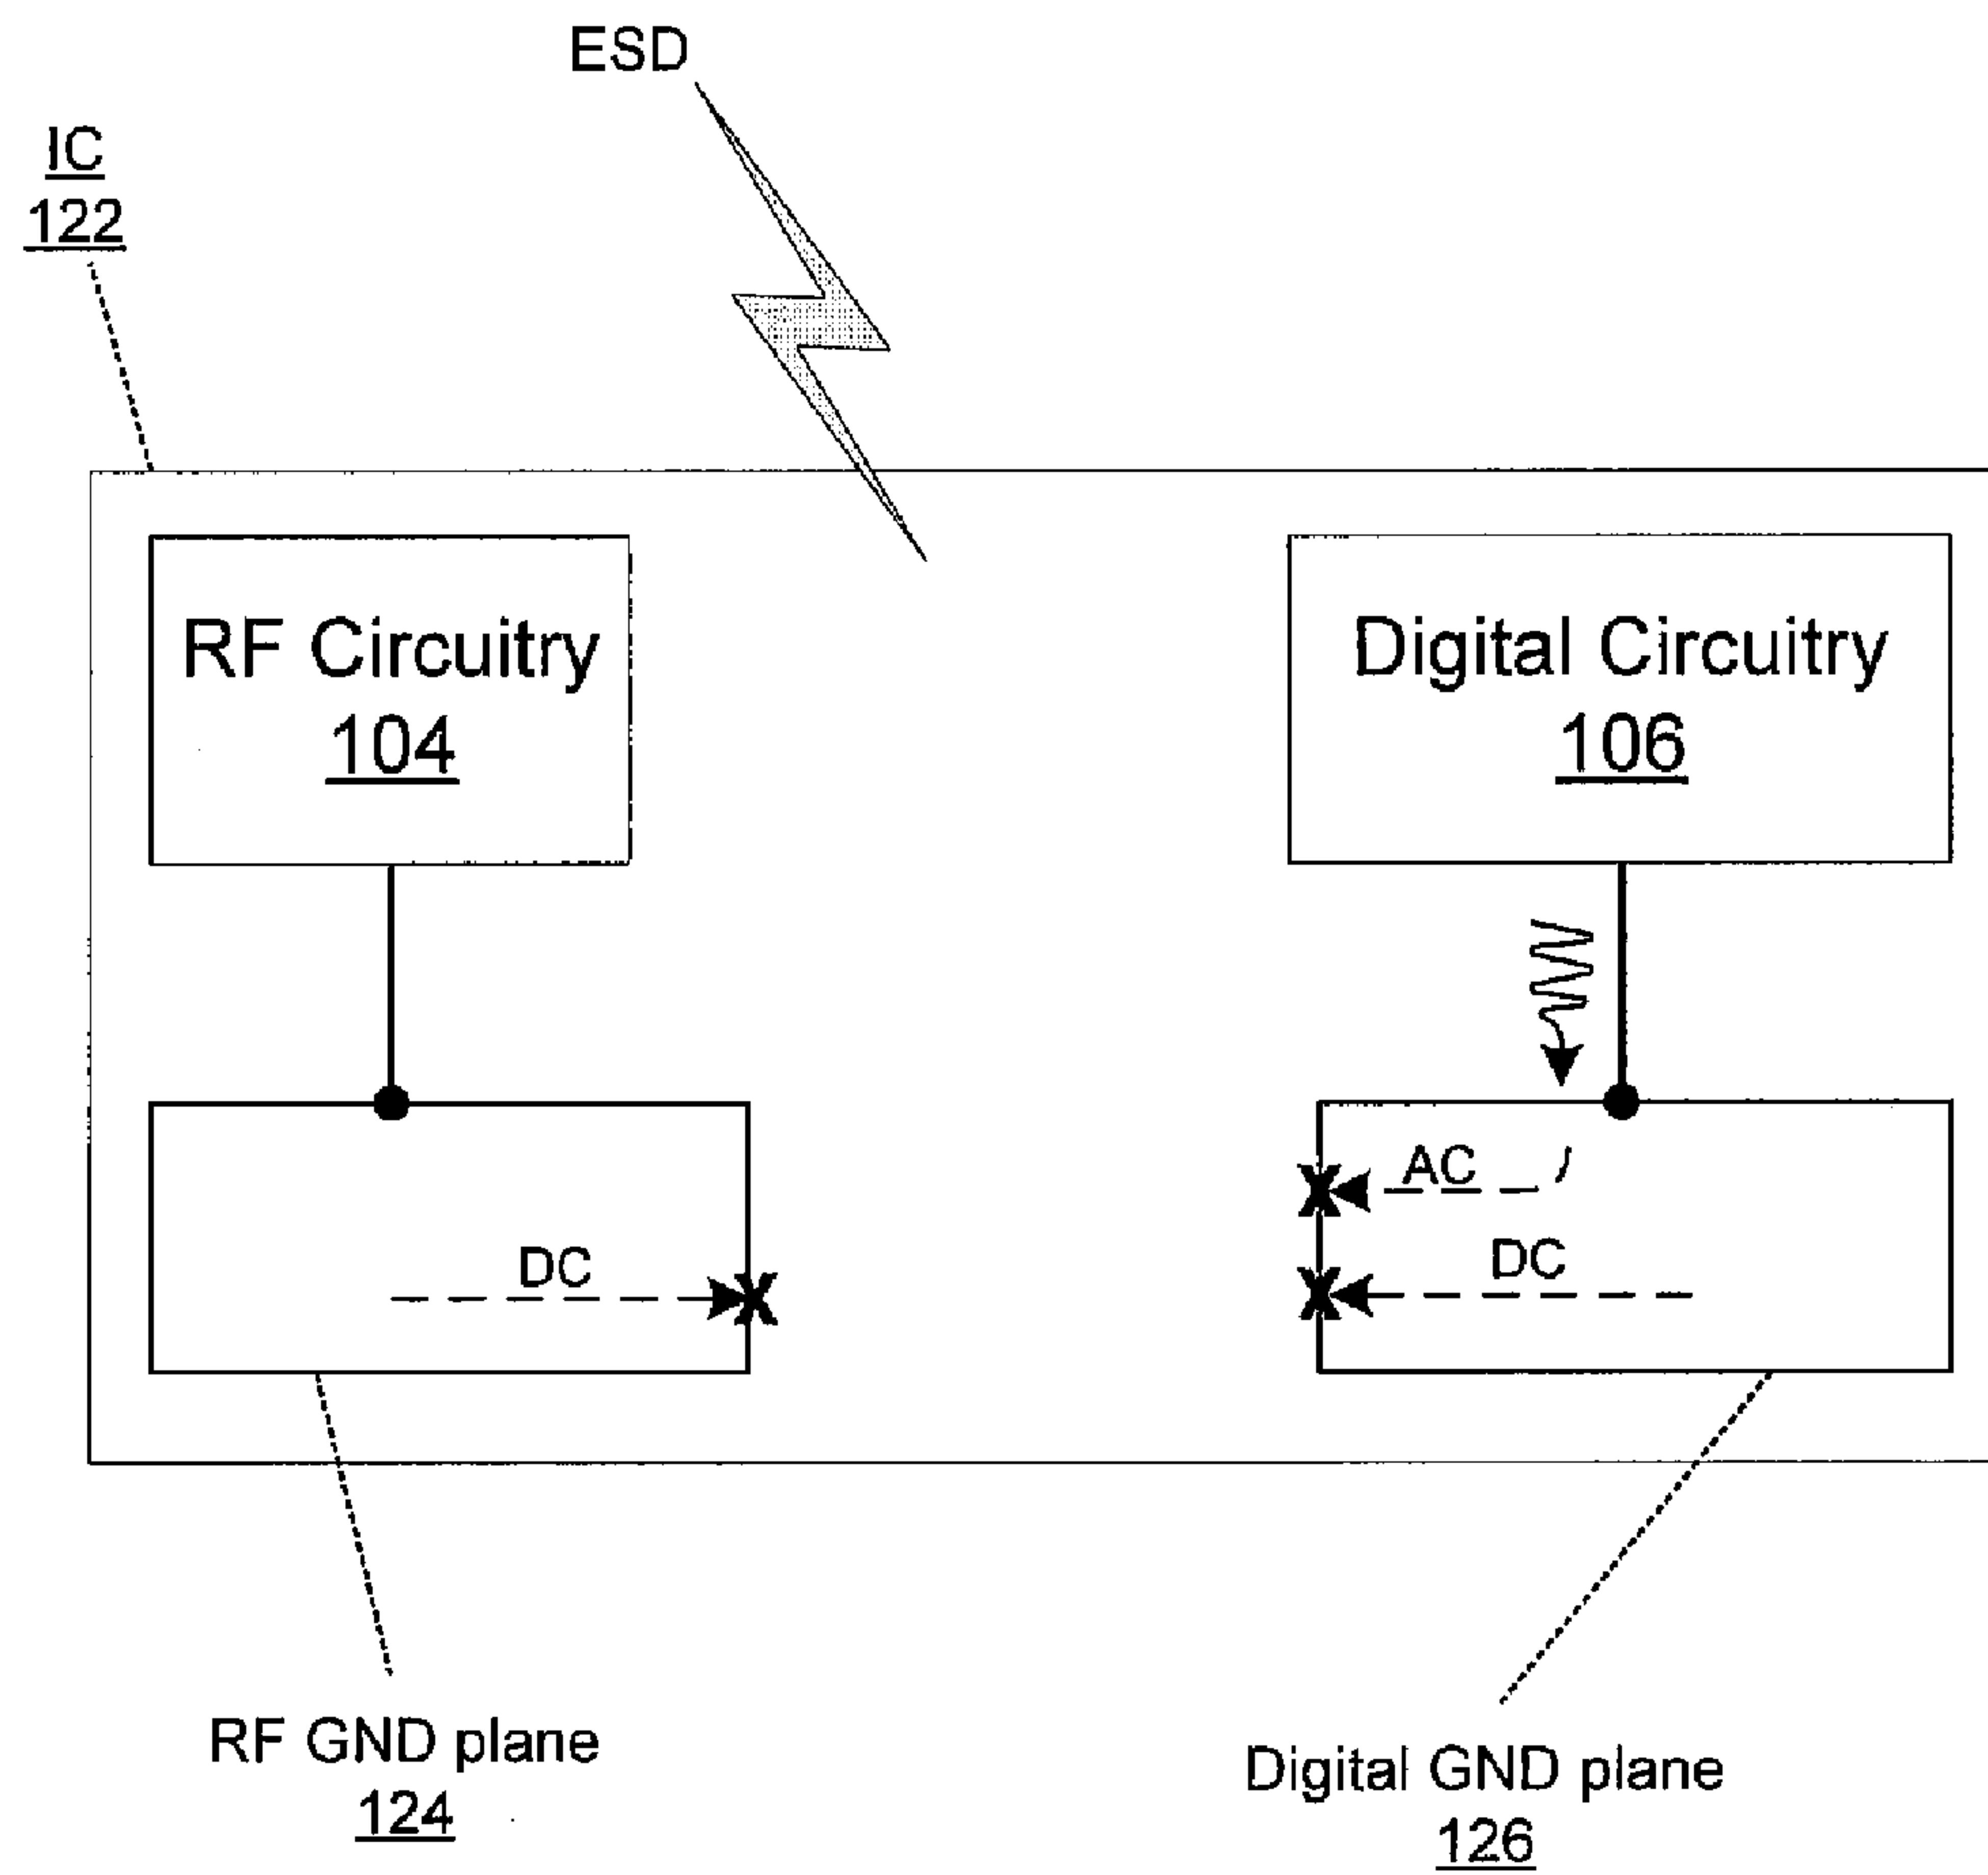 ESD
IC
122
RF Circuitry
104
Digital Circuitry
106
AC
DC
DC
RF GND plane
124
Digital GND plane
126